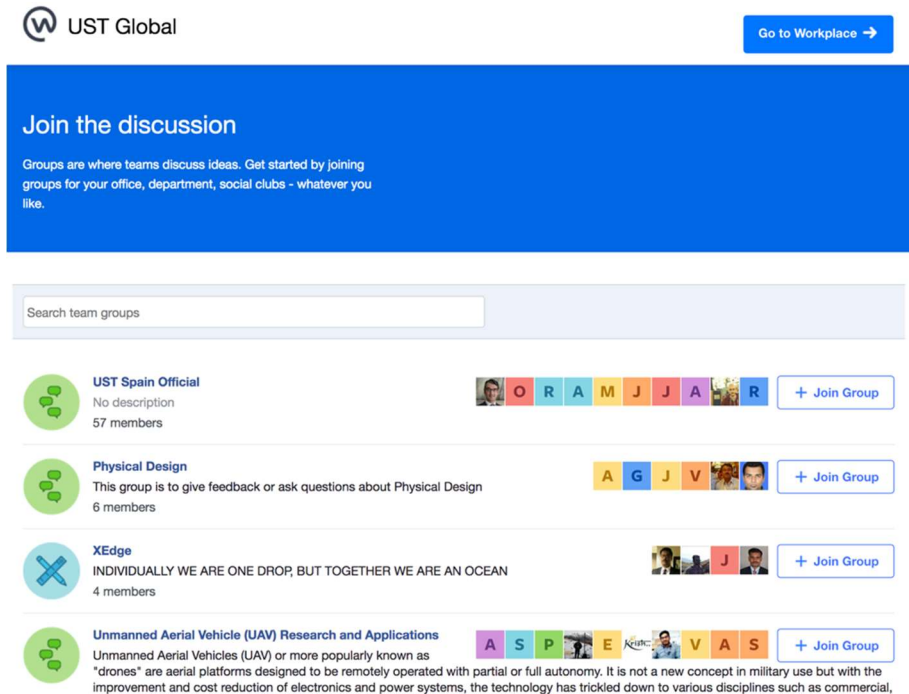 UST Global
Go to Workplace →
Join the discussion
Groups are where teams discuss ideas. Get started by joining
groups for your office, department, social clubs - whatever you
like.
Search team groups
UST Spain Official
No description
57 members
O R A M J J A R
+ Join Group
Physical Design
This group is to give feedback or ask questions about Physical Design
6 members
A G J V
+ Join Group
XEdge
INDIVIDUALLY WE ARE ONE DROP, BUT TOGETHER WE ARE AN OCEAN
4 members
J
+ Join Group
Unmanned Aerial Vehicle (UAV) Research and Applications
A S P E V A S
+ Join Group
Unmanned Aerial Vehicles (UAV) or more popularly known as
"drones" are aerial platforms designed to be remotely operated with partial or full autonomy. It is not a new concept in military use but with the
improvement and cost reduction of electronics and power systems, the technology has trickled down to various disciplines such as commercial,